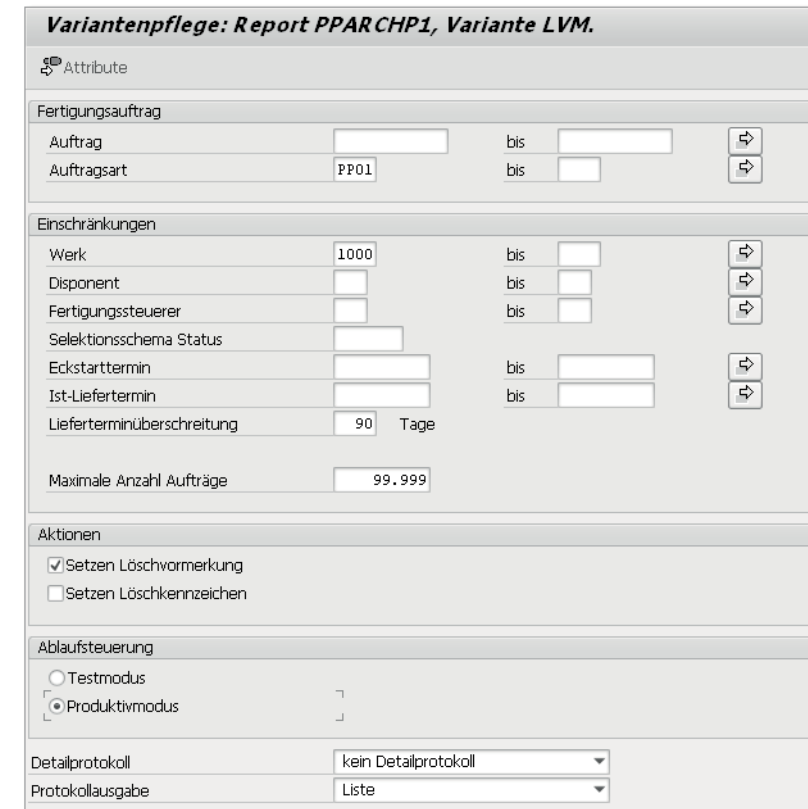 Variantenpflege: Report PPARCHP1, Variante LVM.
Attribute
Fertigungsauftrag
Auftrag bis
Auftragsart PP01 bis
Einschränkungen
Werk 1000 bis
Disponent bis
Fertigungssteuerer bis
Selektionsschema Status
Eckstarttermin bis
Ist-Liefertermin bis
Lieferterminüberschreitung 90 Tage
Maximale Anzahl Aufträge 99.999
Aktionen
Setzen Löschvormerkung
Setzen Löschkennzeichen
Ablaufsteuerung
Testmodus
Produktivmodus
Detailprotokoll kein Detailprotokoll
Protokollausgabe Liste